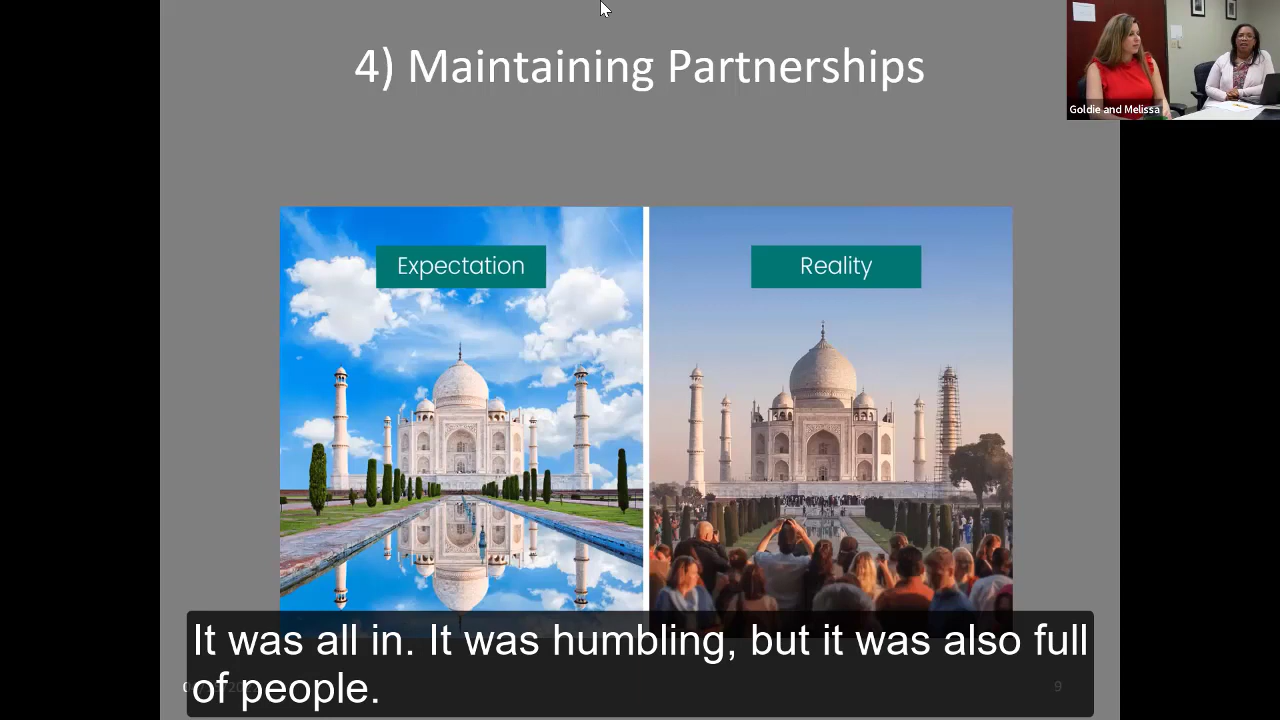 4) Maintaining Partnerships
Goldie and Melissa
Expectation
Reality
It was all in. It was humbling, but it was also full
of people.
9